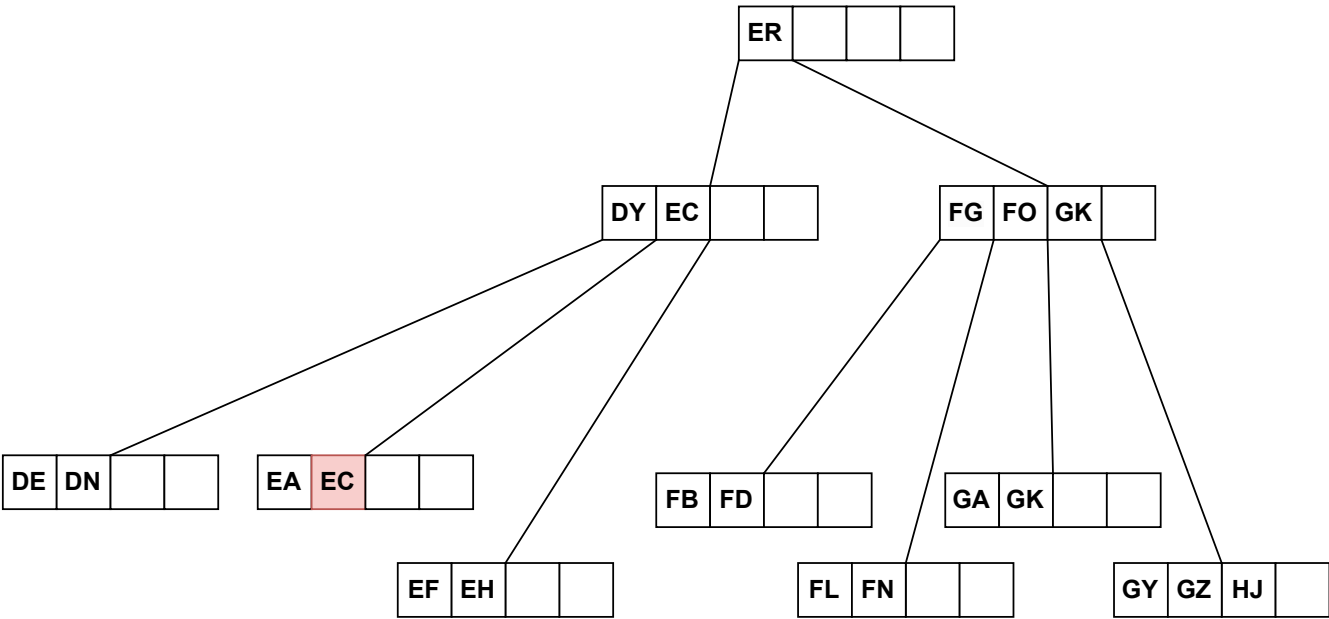 ER
DY EC
FG FO GK
DE DN
EA EC
FB FD
GA GK
EF EH
FL FN
GY GZ HJ